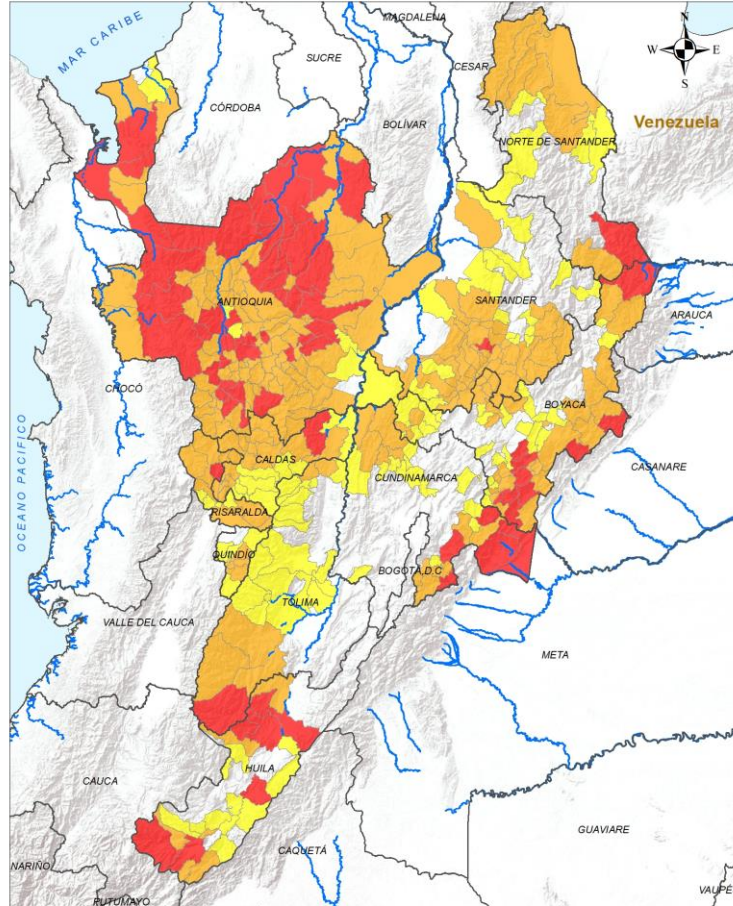 MAGDALENA
N
MAR CARIBE
SUCRE
CESAR
W
E
S
CÓRDOBA
BOLÍVAR
Venezuela
NORTE DE SANTANDER
ANTIOQUIA
SANTANDER
ARAUCA
CHOCÓ
BOYACA
CALDAS
CUNDINAMARCA
CASANARE
OCEANO PACIFICO
RISARALDA
QUINDÍO
BOGOTÁ, D.C
TOLIMA
VALLE DEL CAUCA
META
HUILA
CAUCA
GUAVIARE
CAQUETÁ
NARIÑO
PUTUMAYO
VAUPÉ